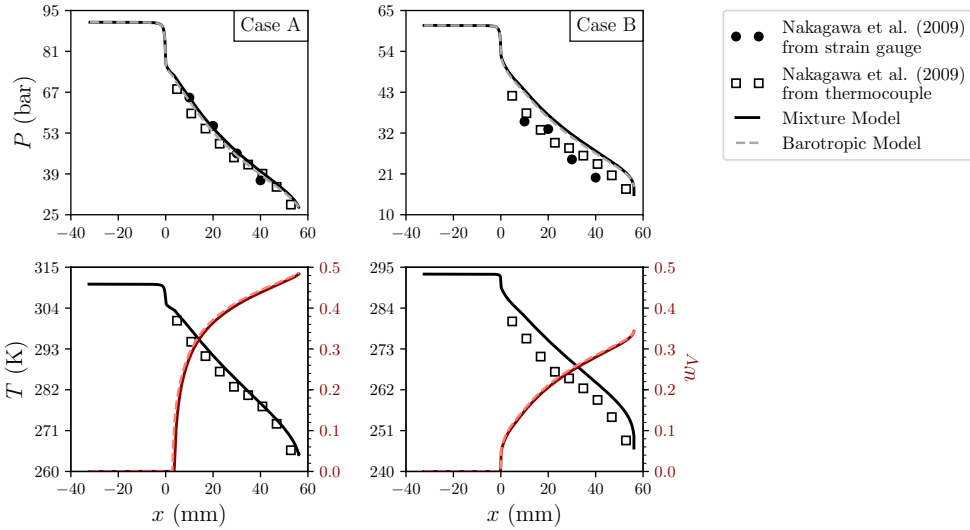 Case A
Case B
P (bar)
95
81
67
53
39
25
−40 −20 0 20 40 60
65
54
43
32
21
10
−40 −20 0 20 40 60
Nakagawa et al. (2009)
from strain gauge
Nakagawa et al. (2009)
from thermocouple
Mixture Model
Barotropic Model
T (K)
315
304
293
282
271
260
0.5
0.4
0.3
0.2
0.1
0.0
−40 −20 0 20 40 60
x (mm)
295
284
273
262
251
240
0.5
0.4
0.3
0.2
0.1
0.0
w_V
−40 −20 0 20 40 60
x (mm)